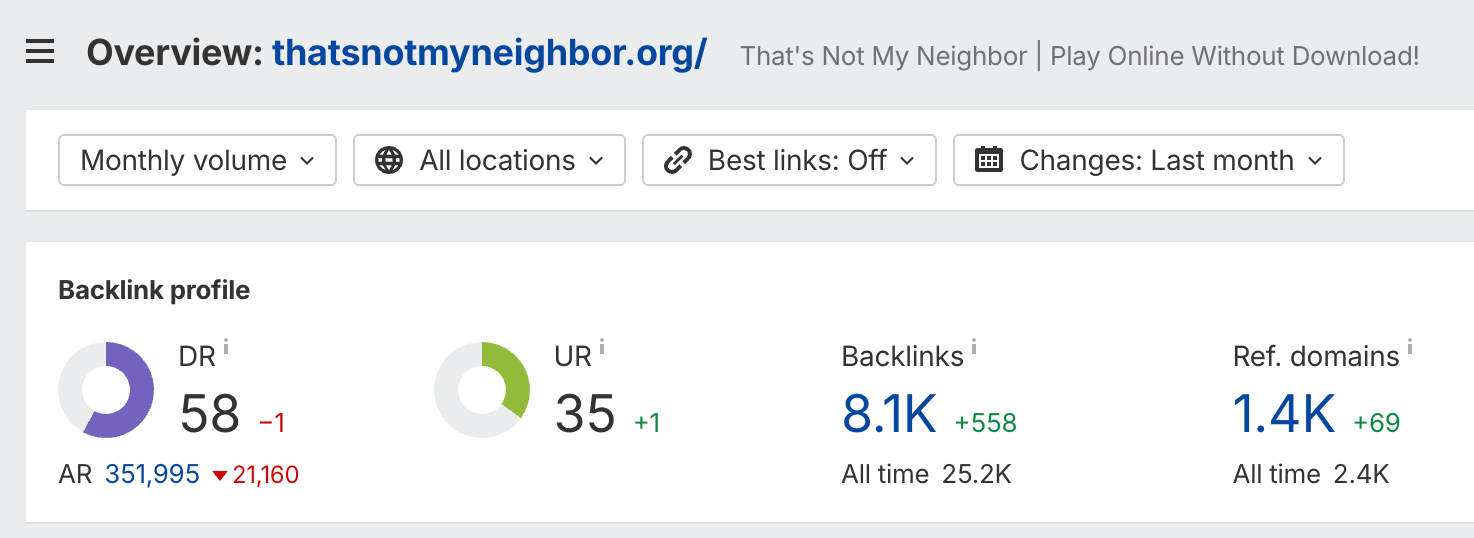 Overview: thatsnotmyneighbor.org/ That's Not My Neighbor | Play Online Without Download!
Monthly volume All locations Best links: Off Changes: Last month
Backlink profile
DR i UR i Backlinks i Ref. domains i
58 −1 35 +1 8.1K +558 1.4K +69
AR 351,995 ▼21,160 All time 25.2K All time 2.4K